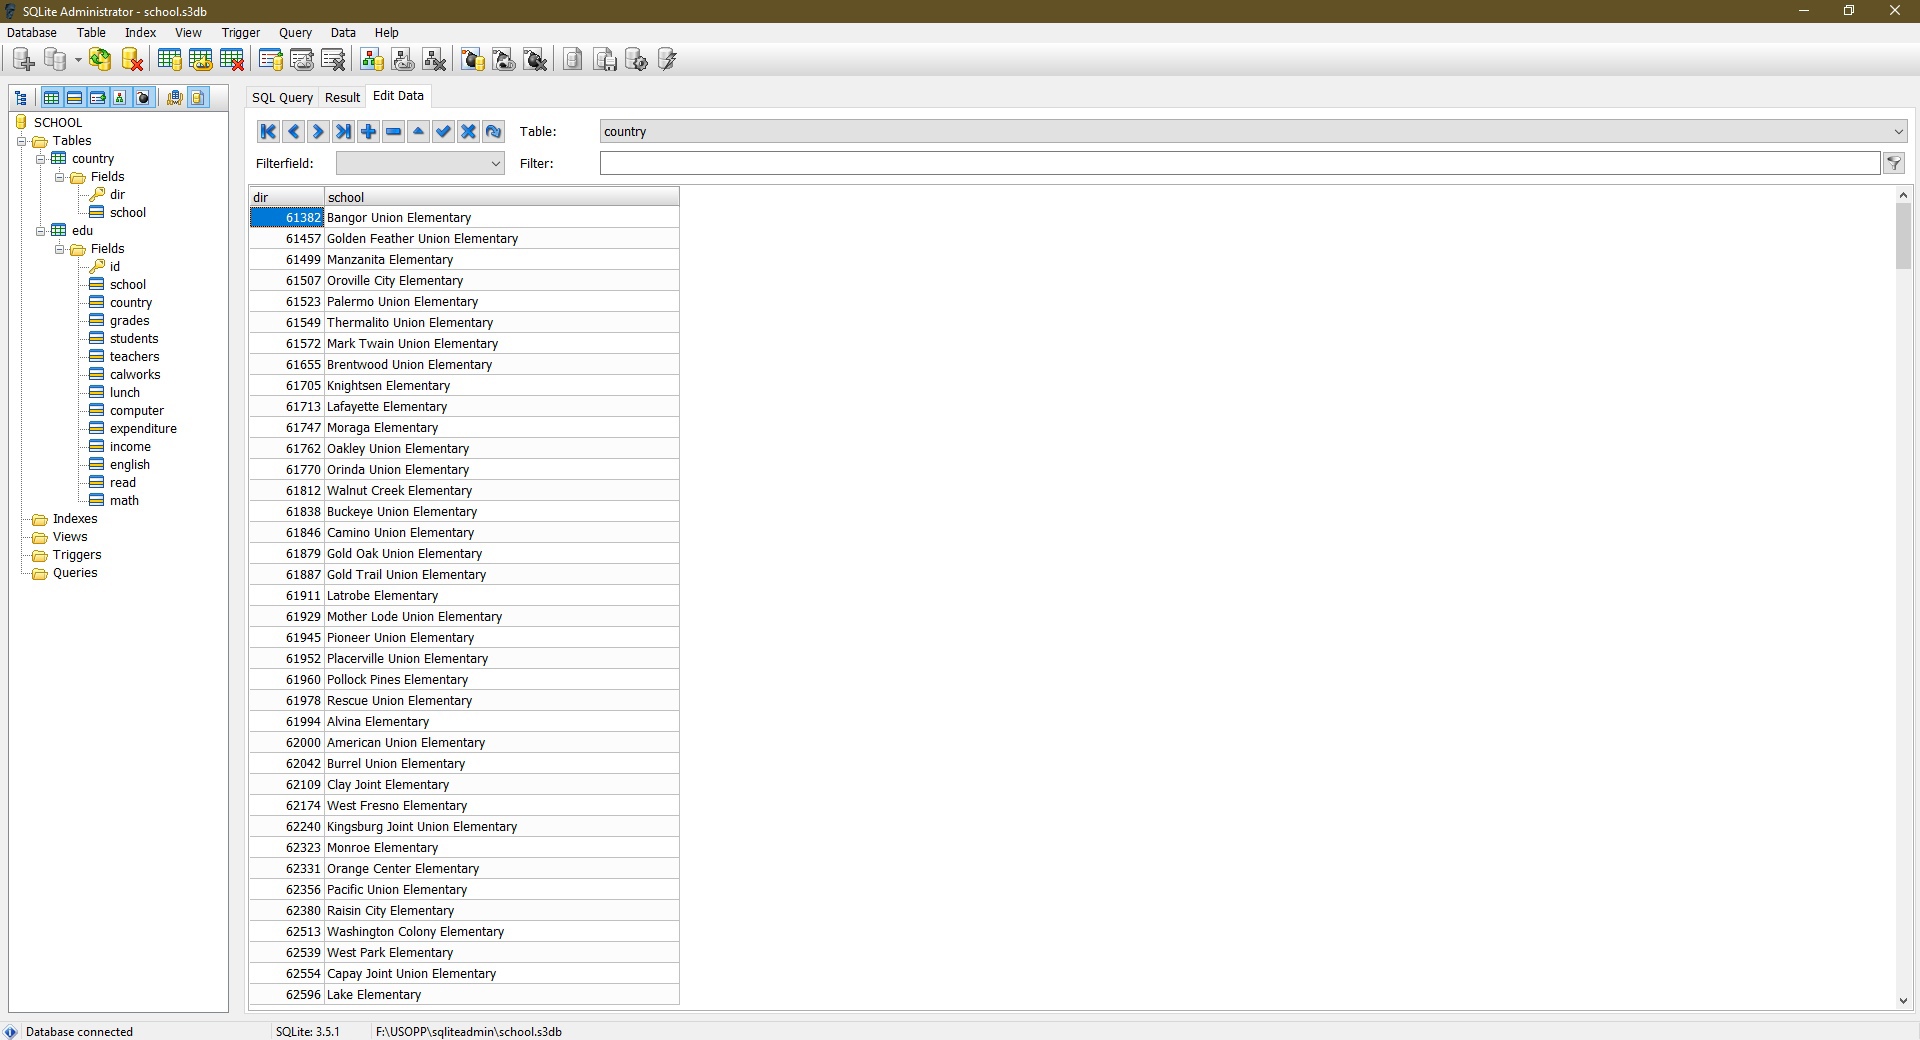 SQLite Administrator - school.s3db
Database Table Index View Trigger Query Data Help
SCHOOL
Tables
country
Fields
dir
school
edu
Fields
id
school
country
grades
students
teachers
calworks
lunch
computer
expenditure
income
english
read
math
Indexes
Views
Triggers
Queries
SQL Query Result Edit Data
Table: country
Filterfield: Filter:
dir school
61382 Bangor Union Elementary
61457 Golden Feather Union Elementary
61499 Manzanita Elementary
61507 Oroville City Elementary
61523 Palermo Union Elementary
61549 Thermalito Union Elementary
61572 Mark Twain Union Elementary
61655 Brentwood Union Elementary
61705 Knightsen Elementary
61713 Lafayette Elementary
61747 Moraga Elementary
61762 Oakley Union Elementary
61770 Orinda Union Elementary
61812 Walnut Creek Elementary
61838 Buckeye Union Elementary
61846 Camino Union Elementary
61879 Gold Oak Union Elementary
61887 Gold Trail Union Elementary
61911 Latrobe Elementary
61929 Mother Lode Union Elementary
61945 Pioneer Union Elementary
61952 Placerville Union Elementary
61960 Pollock Pines Elementary
61978 Rescue Union Elementary
61994 Alvina Elementary
62000 American Union Elementary
62042 Burrel Union Elementary
62109 Clay Joint Elementary
62174 West Fresno Elementary
62240 Kingsburg Joint Union Elementary
62323 Monroe Elementary
62331 Orange Center Elementary
62356 Pacific Union Elementary
62380 Raisin City Elementary
62513 Washington Colony Elementary
62539 West Park Elementary
62554 Capay Joint Union Elementary
62596 Lake Elementary
Database connected SQLite: 3.5.1 F:\USOPP\sqliteadmin\school.s3db